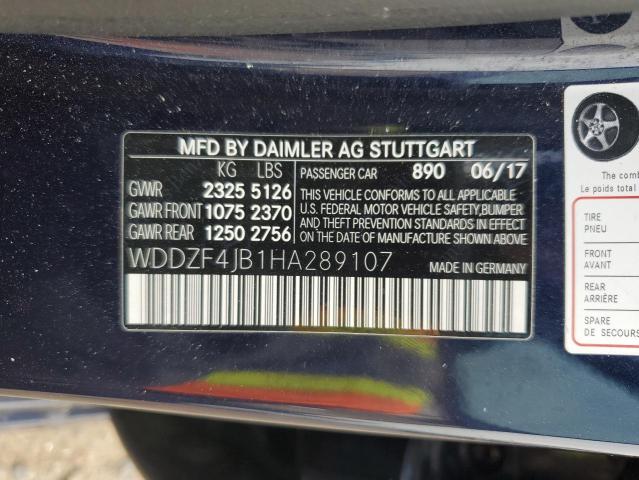 MFD BY DAIMLER AG STUTTGART
KG LBS
PASSENGER CAR 890 06/17
GVWR 2325 5126
GAWR FRONT 1075 2370
GAWR REAR 1250 2756
THIS VEHICLE CONFORMS TO ALL APPLICABLE
U.S. FEDERAL MOTOR VEHICLE SAFETY, BUMPER
AND THEFT PREVENTION STANDARDS IN EFFECT
ON THE DATE OF MANUFACTURE SHOWN ABOVE.
WDDZF4JB1HA289107
MADE IN GERMANY
The comb
Le poids total
TIRE
PNEU
FRONT
AVANT
REAR
ARRIÈRE
SPARE
DE SECOURS